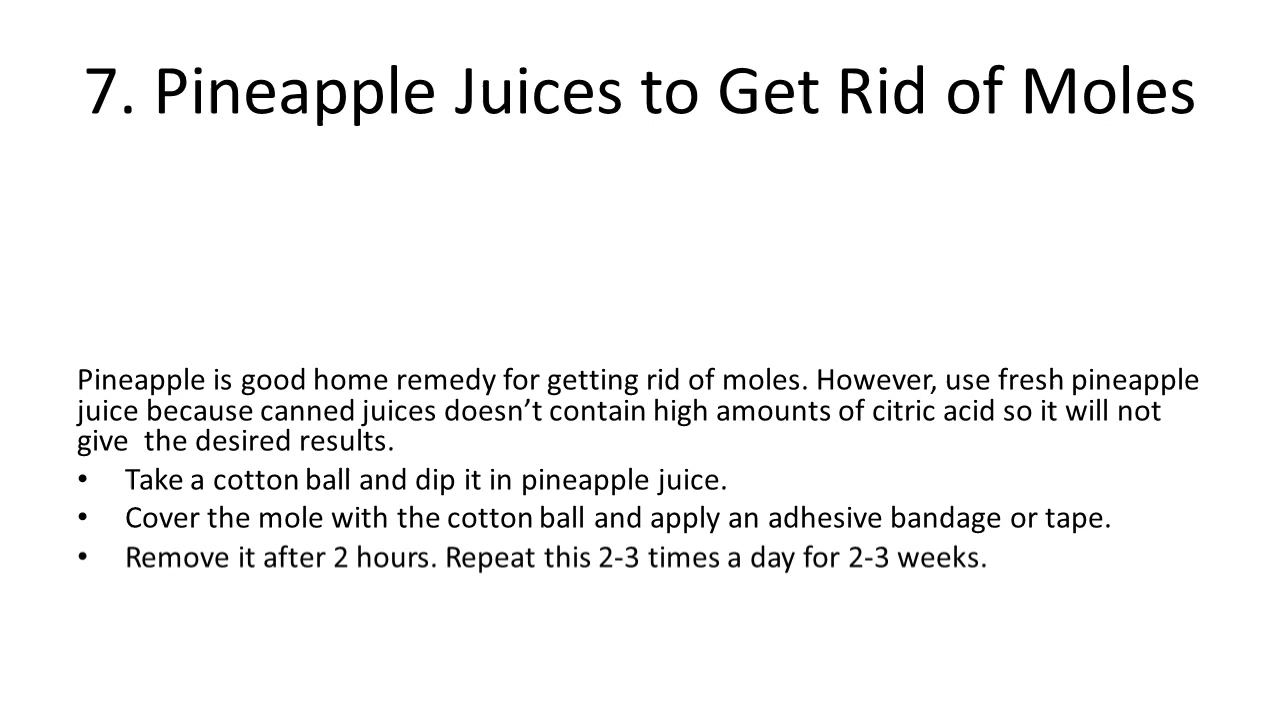 7. Pineapple Juices to Get Rid of Moles
Pineapple is good home remedy for getting rid of moles. However, use fresh pineapple
juice because canned juices doesn’t contain high amounts of citric acid so it will not
give  the desired results.
• Take a cotton ball and dip it in pineapple juice.
• Cover the mole with the cotton ball and apply an adhesive bandage or tape.
• Remove it after 2 hours. Repeat this 2-3 times a day for 2-3 weeks.